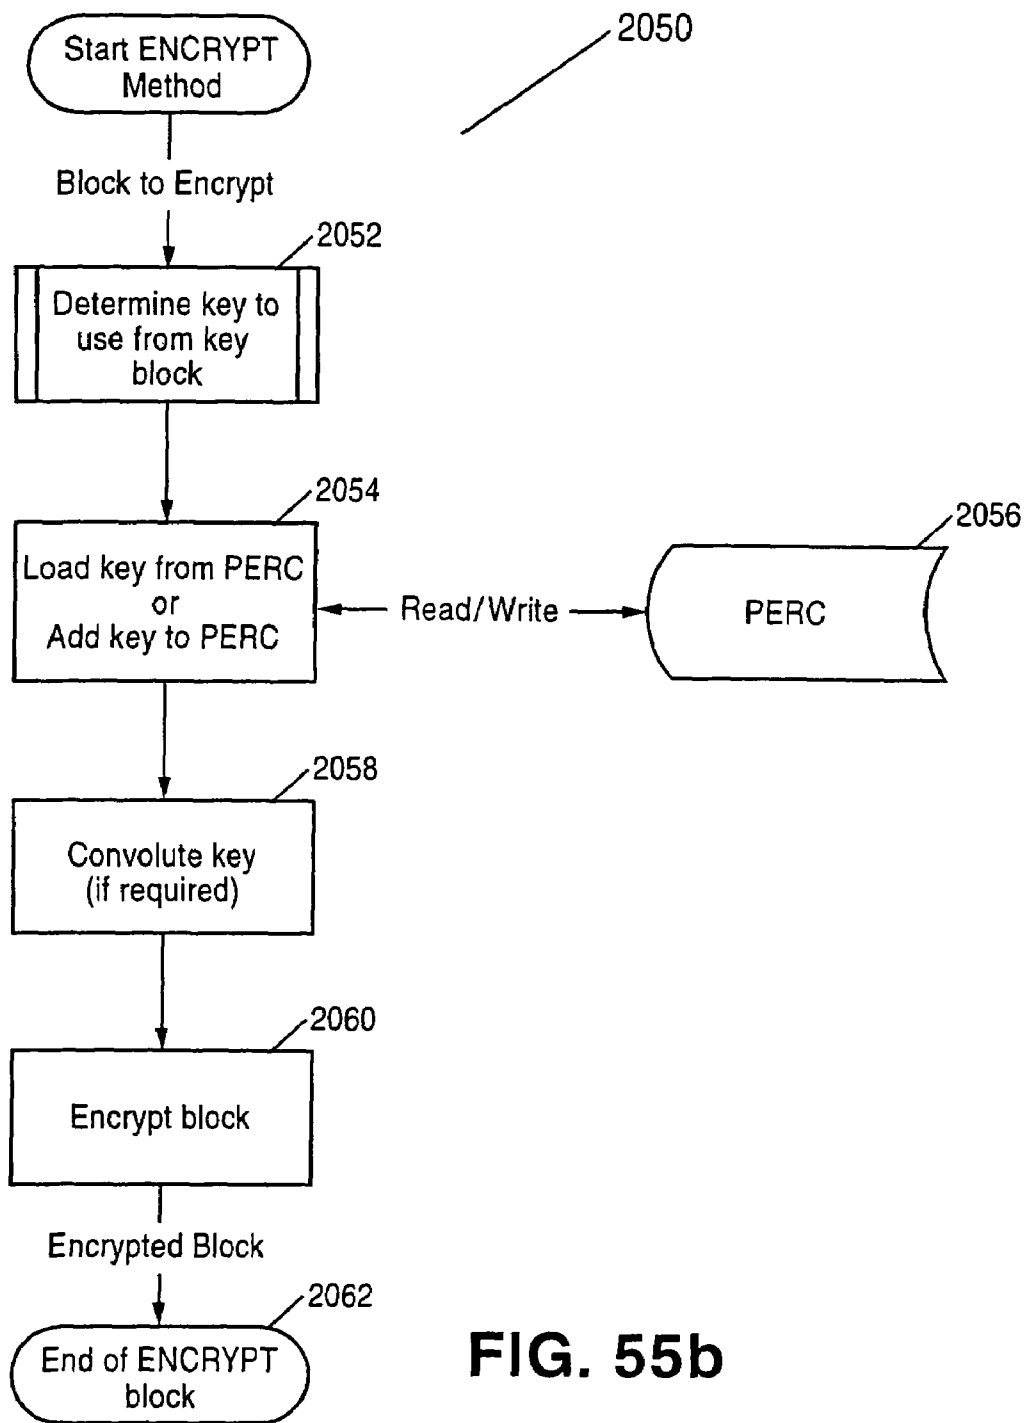 2050
Start ENCRYPT
Method
Block to Encrypt
2052
Determine key to
use from key
block
2054
Load key from PERC
or
Add key to PERC
Read/Write
2056
PERC
2058
Convolute key
(if required)
2060
Encrypt block
Encrypted Block
2062
End of ENCRYPT
block
FIG. 55b